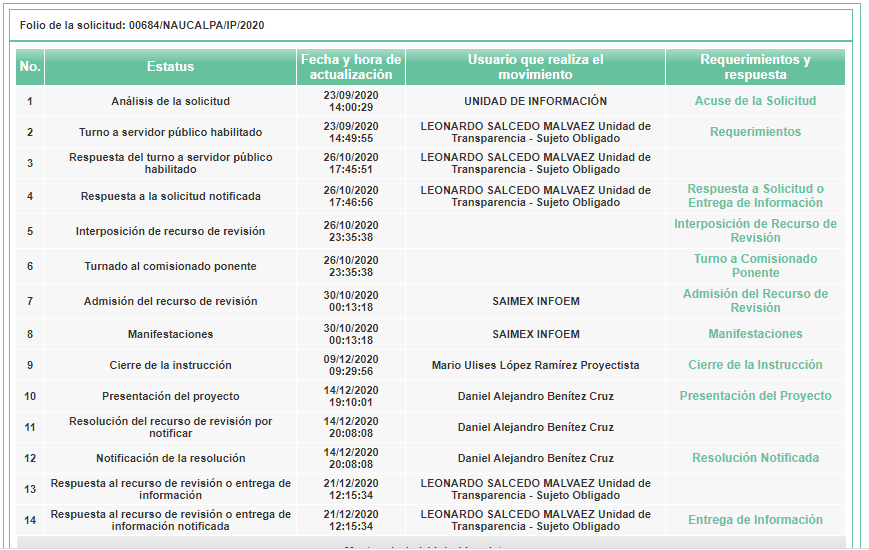 Folio de la solicitud: 00684/NAUCALPA/IP/2020
No. Estatus Fecha y hora de actualización Usuario que realiza el movimiento Requerimientos y respuesta
1 Análisis de la solicitud 23/09/2020 14:00:29 UNIDAD DE INFORMACIÓN Acuse de la Solicitud
2 Turno a servidor público habilitado 23/09/2020 14:49:55 LEONARDO SALCEDO MALVAEZ Unidad de Transparencia - Sujeto Obligado Requerimientos
3 Respuesta del turno a servidor público habilitado 26/10/2020 17:45:51 LEONARDO SALCEDO MALVAEZ Unidad de Transparencia - Sujeto Obligado
4 Respuesta a la solicitud notificada 26/10/2020 17:46:56 LEONARDO SALCEDO MALVAEZ Unidad de Transparencia - Sujeto Obligado Respuesta a Solicitud o Entrega de Información
5 Interposición de recurso de revisión 26/10/2020 23:35:38 Interposición de Recurso de Revisión
6 Turnado al comisionado ponente 26/10/2020 23:35:38 Turno a Comisionado Ponente
7 Admisión del recurso de revisión 30/10/2020 00:13:18 SAIMEX INFOEM Admisión del Recurso de Revisión
8 Manifestaciones 30/10/2020 00:13:18 SAIMEX INFOEM Manifestaciones
9 Cierre de la instrucción 09/12/2020 09:29:56 Mario Ulises López Ramírez Proyectista Cierre de la Instrucción
10 Presentación del proyecto 14/12/2020 19:10:01 Daniel Alejandro Benítez Cruz Presentación del Proyecto
11 Resolución del recurso de revisión por notificar 14/12/2020 20:08:08 Daniel Alejandro Benítez Cruz
12 Notificación de la resolución 14/12/2020 20:08:08 Daniel Alejandro Benítez Cruz Resolución Notificada
13 Respuesta al recurso de revisión o entrega de información 21/12/2020 12:15:34 LEONARDO SALCEDO MALVAEZ Unidad de Transparencia - Sujeto Obligado
14 Respuesta al recurso de revisión o entrega de información notificada 21/12/2020 12:15:34 LEONARDO SALCEDO MALVAEZ Unidad de Transparencia - Sujeto Obligado Entrega de Información